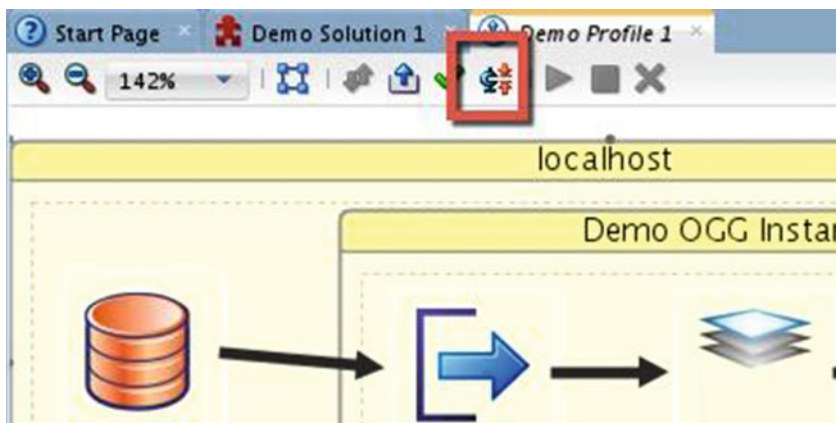 Start Page
Demo Solution 1
Demo Profile 1
142%
localhost
Demo OGG Instar